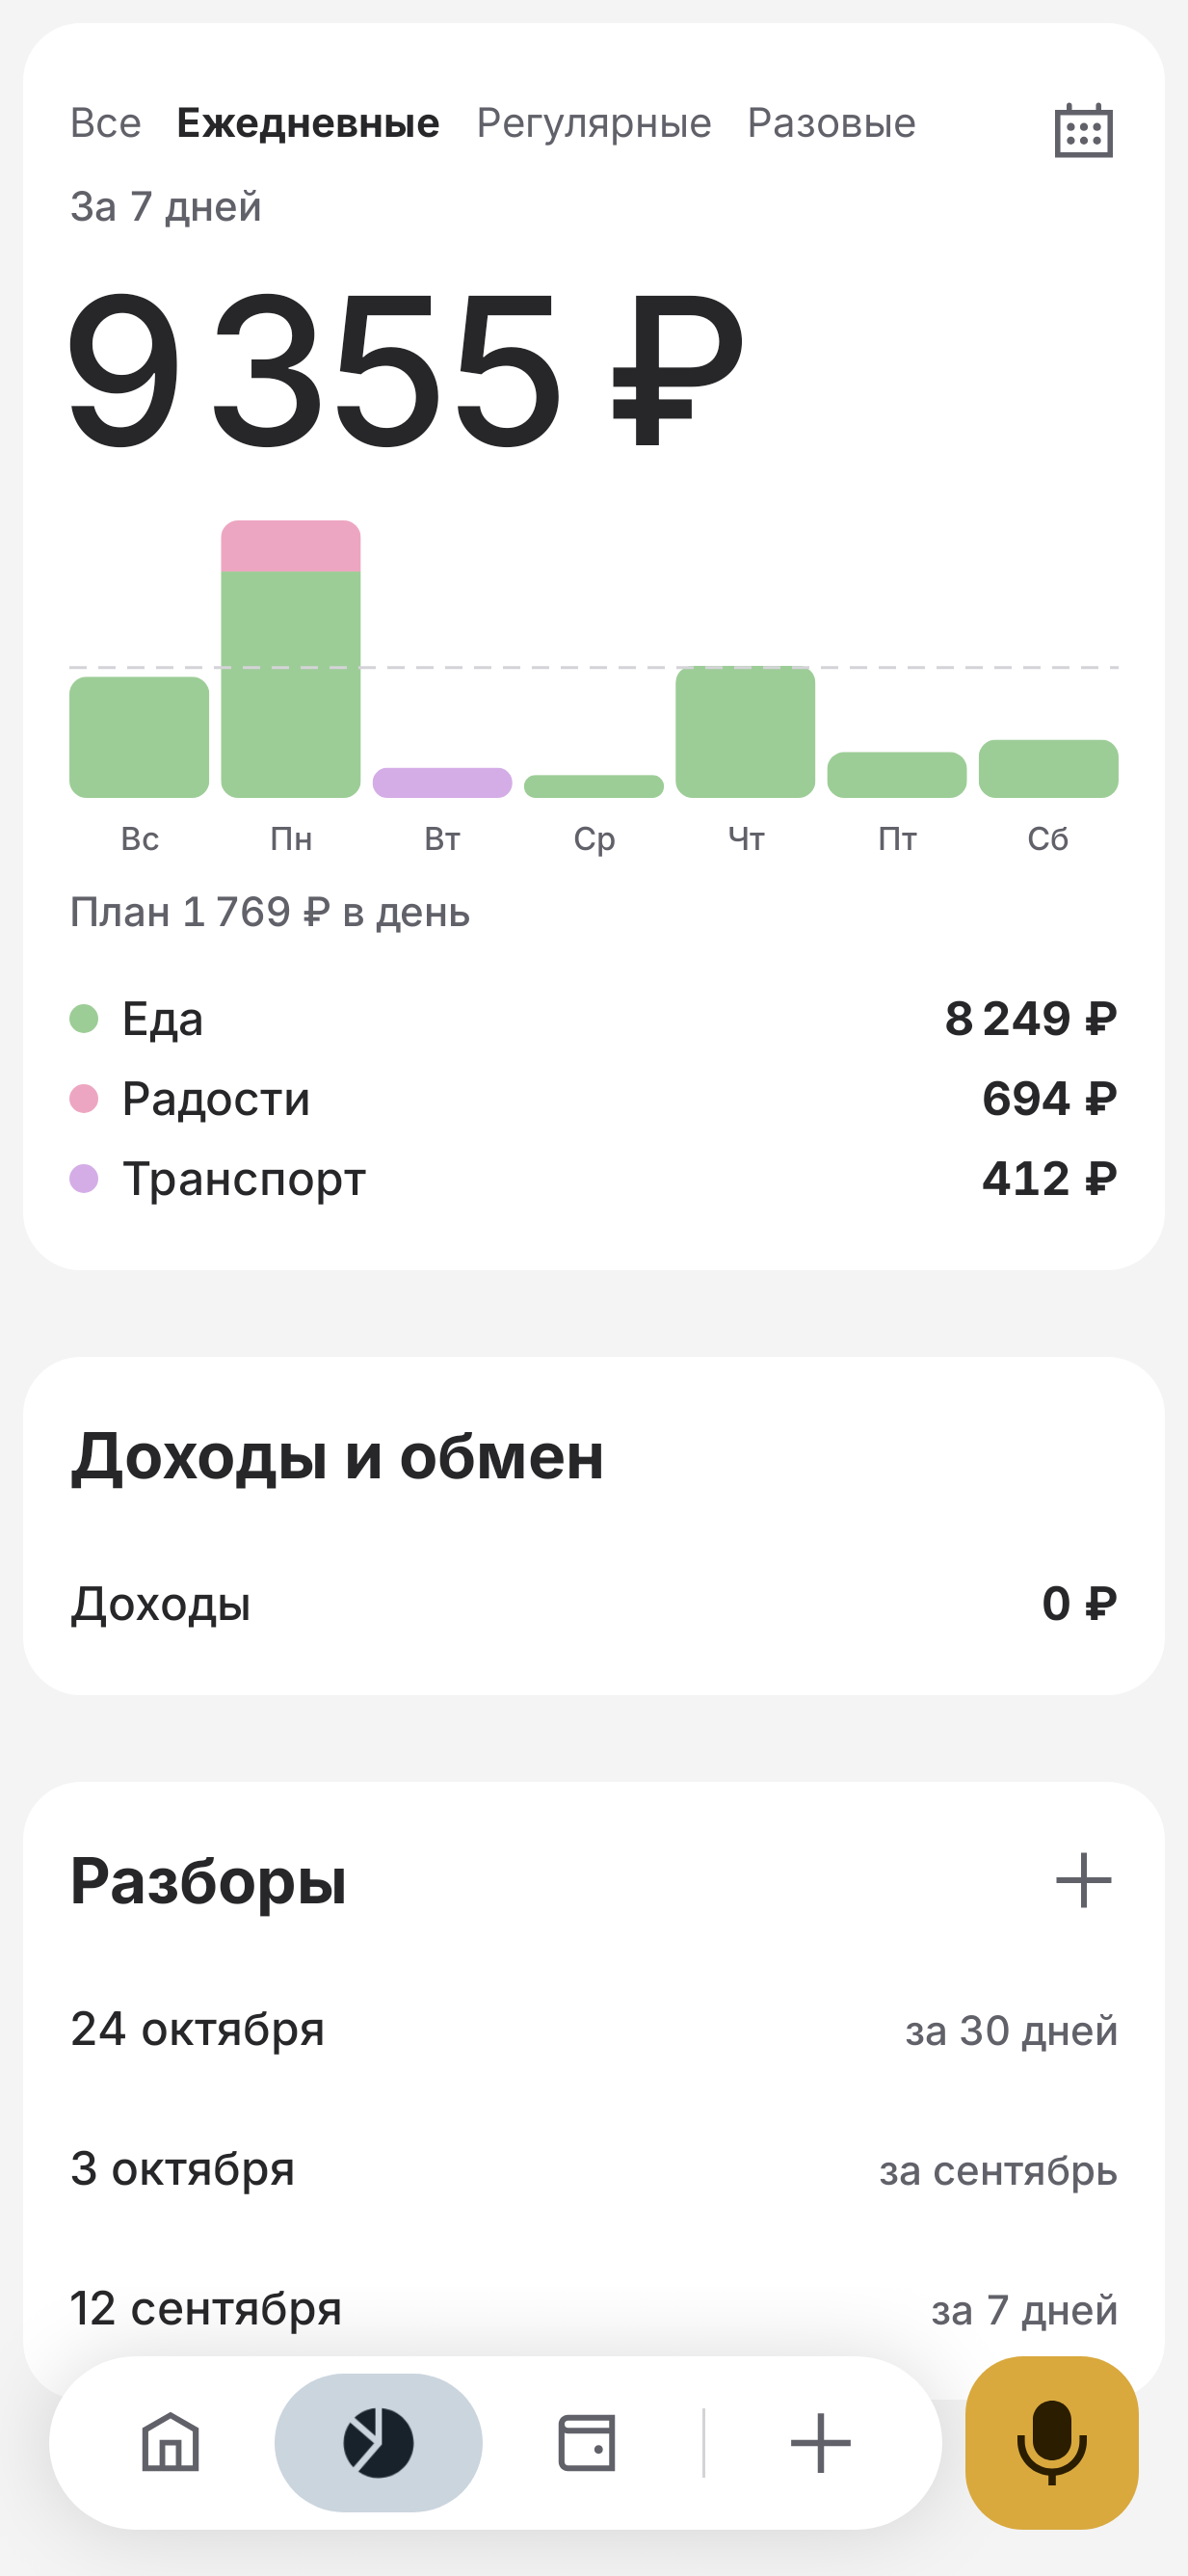 Все Ежедневные Регулярные Разовые
За 7 дней
9 355 ₽
Вс Пн Вт Ср Чт Пт Сб
План 1 769 ₽ в день
Еда 8 249 ₽
Радости 694 ₽
Транспорт 412 ₽
Доходы и обмен
Доходы 0 ₽
Разборы
24 октября за 30 дней
3 октября за сентябрь
12 сентября за 7 дней